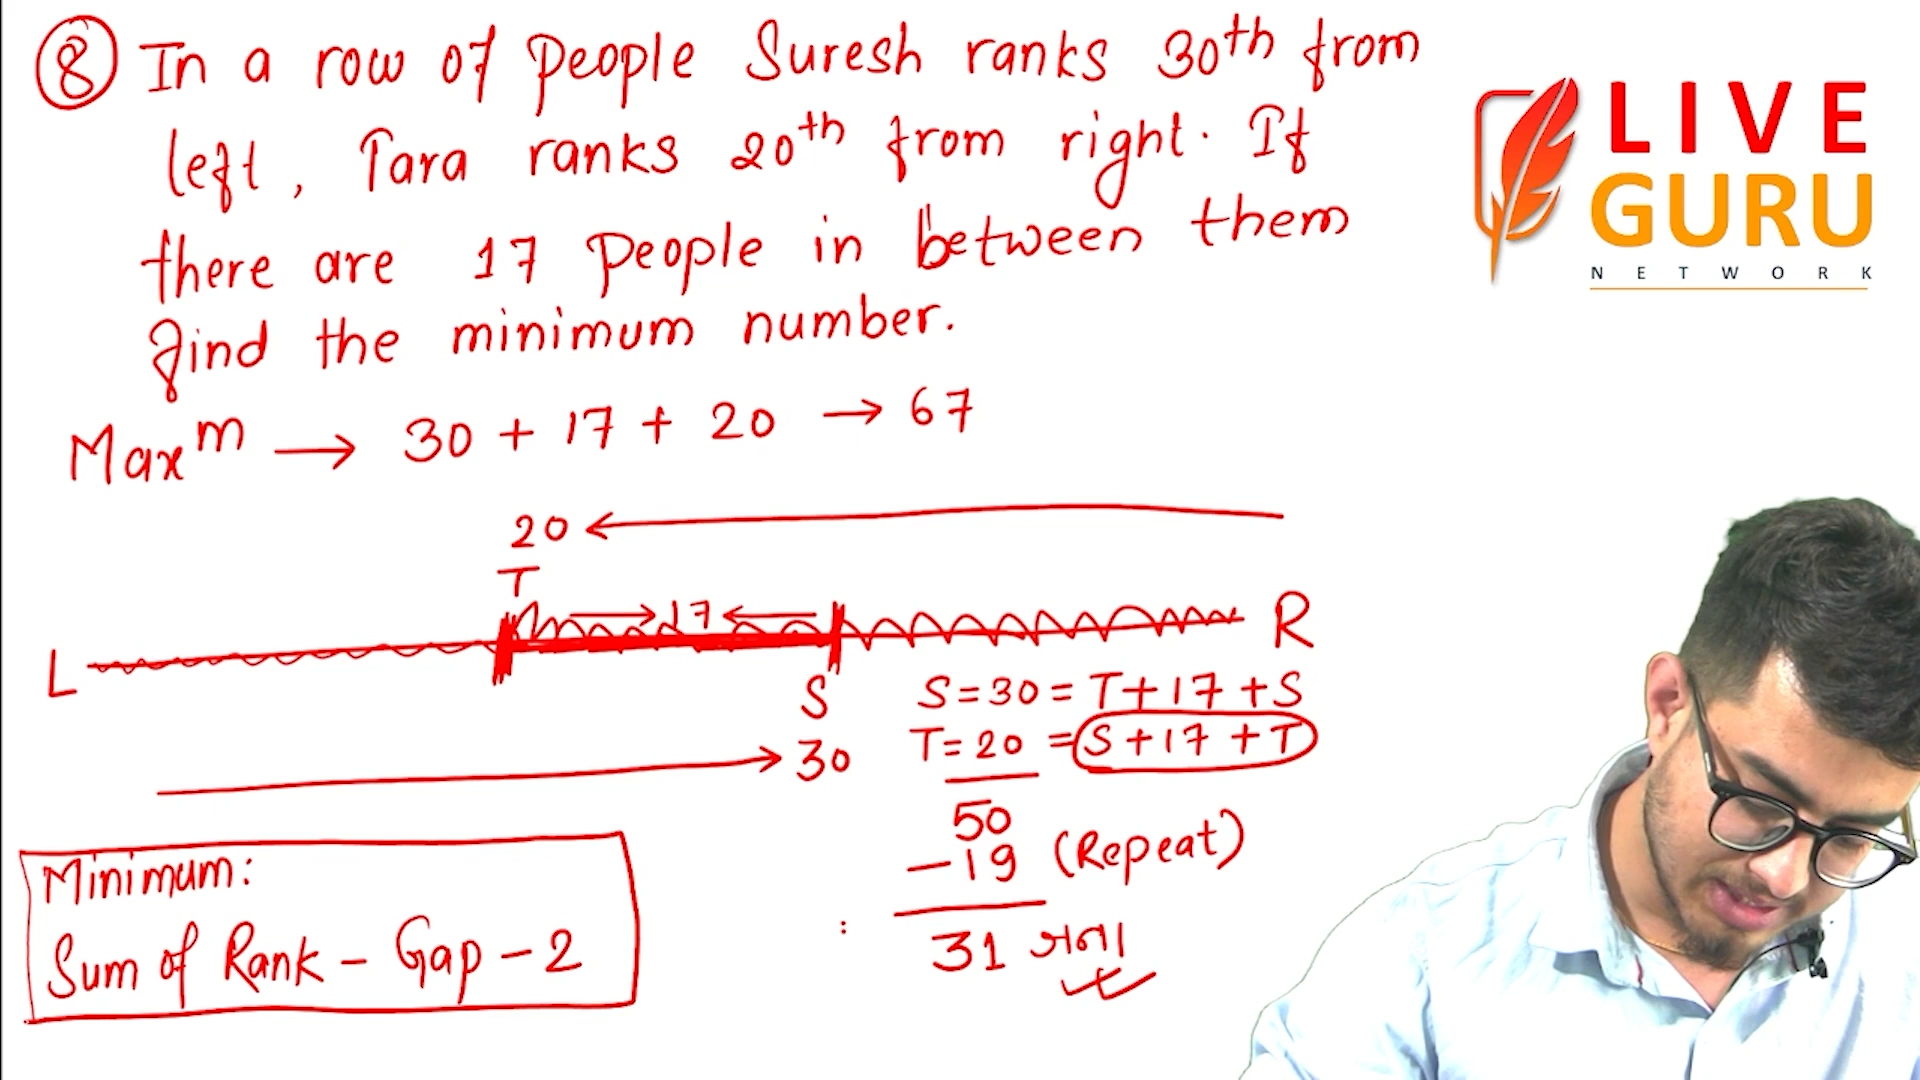 8 In a row of people Suresh ranks 30th from
left, Tara ranks 20th from right. If
there are 17 people in between them
find the minimum number.
Maxm → 30 + 17 + 20 → 67
20
T
17
L
R
S
30
S = 30 = T + 17 + S
T = 20 = S + 17 + T
50
- 19 (Repeat)
31 जना
Minimum:
Sum of Rank - Gap - 2
LIVE
GURU
NETWORK